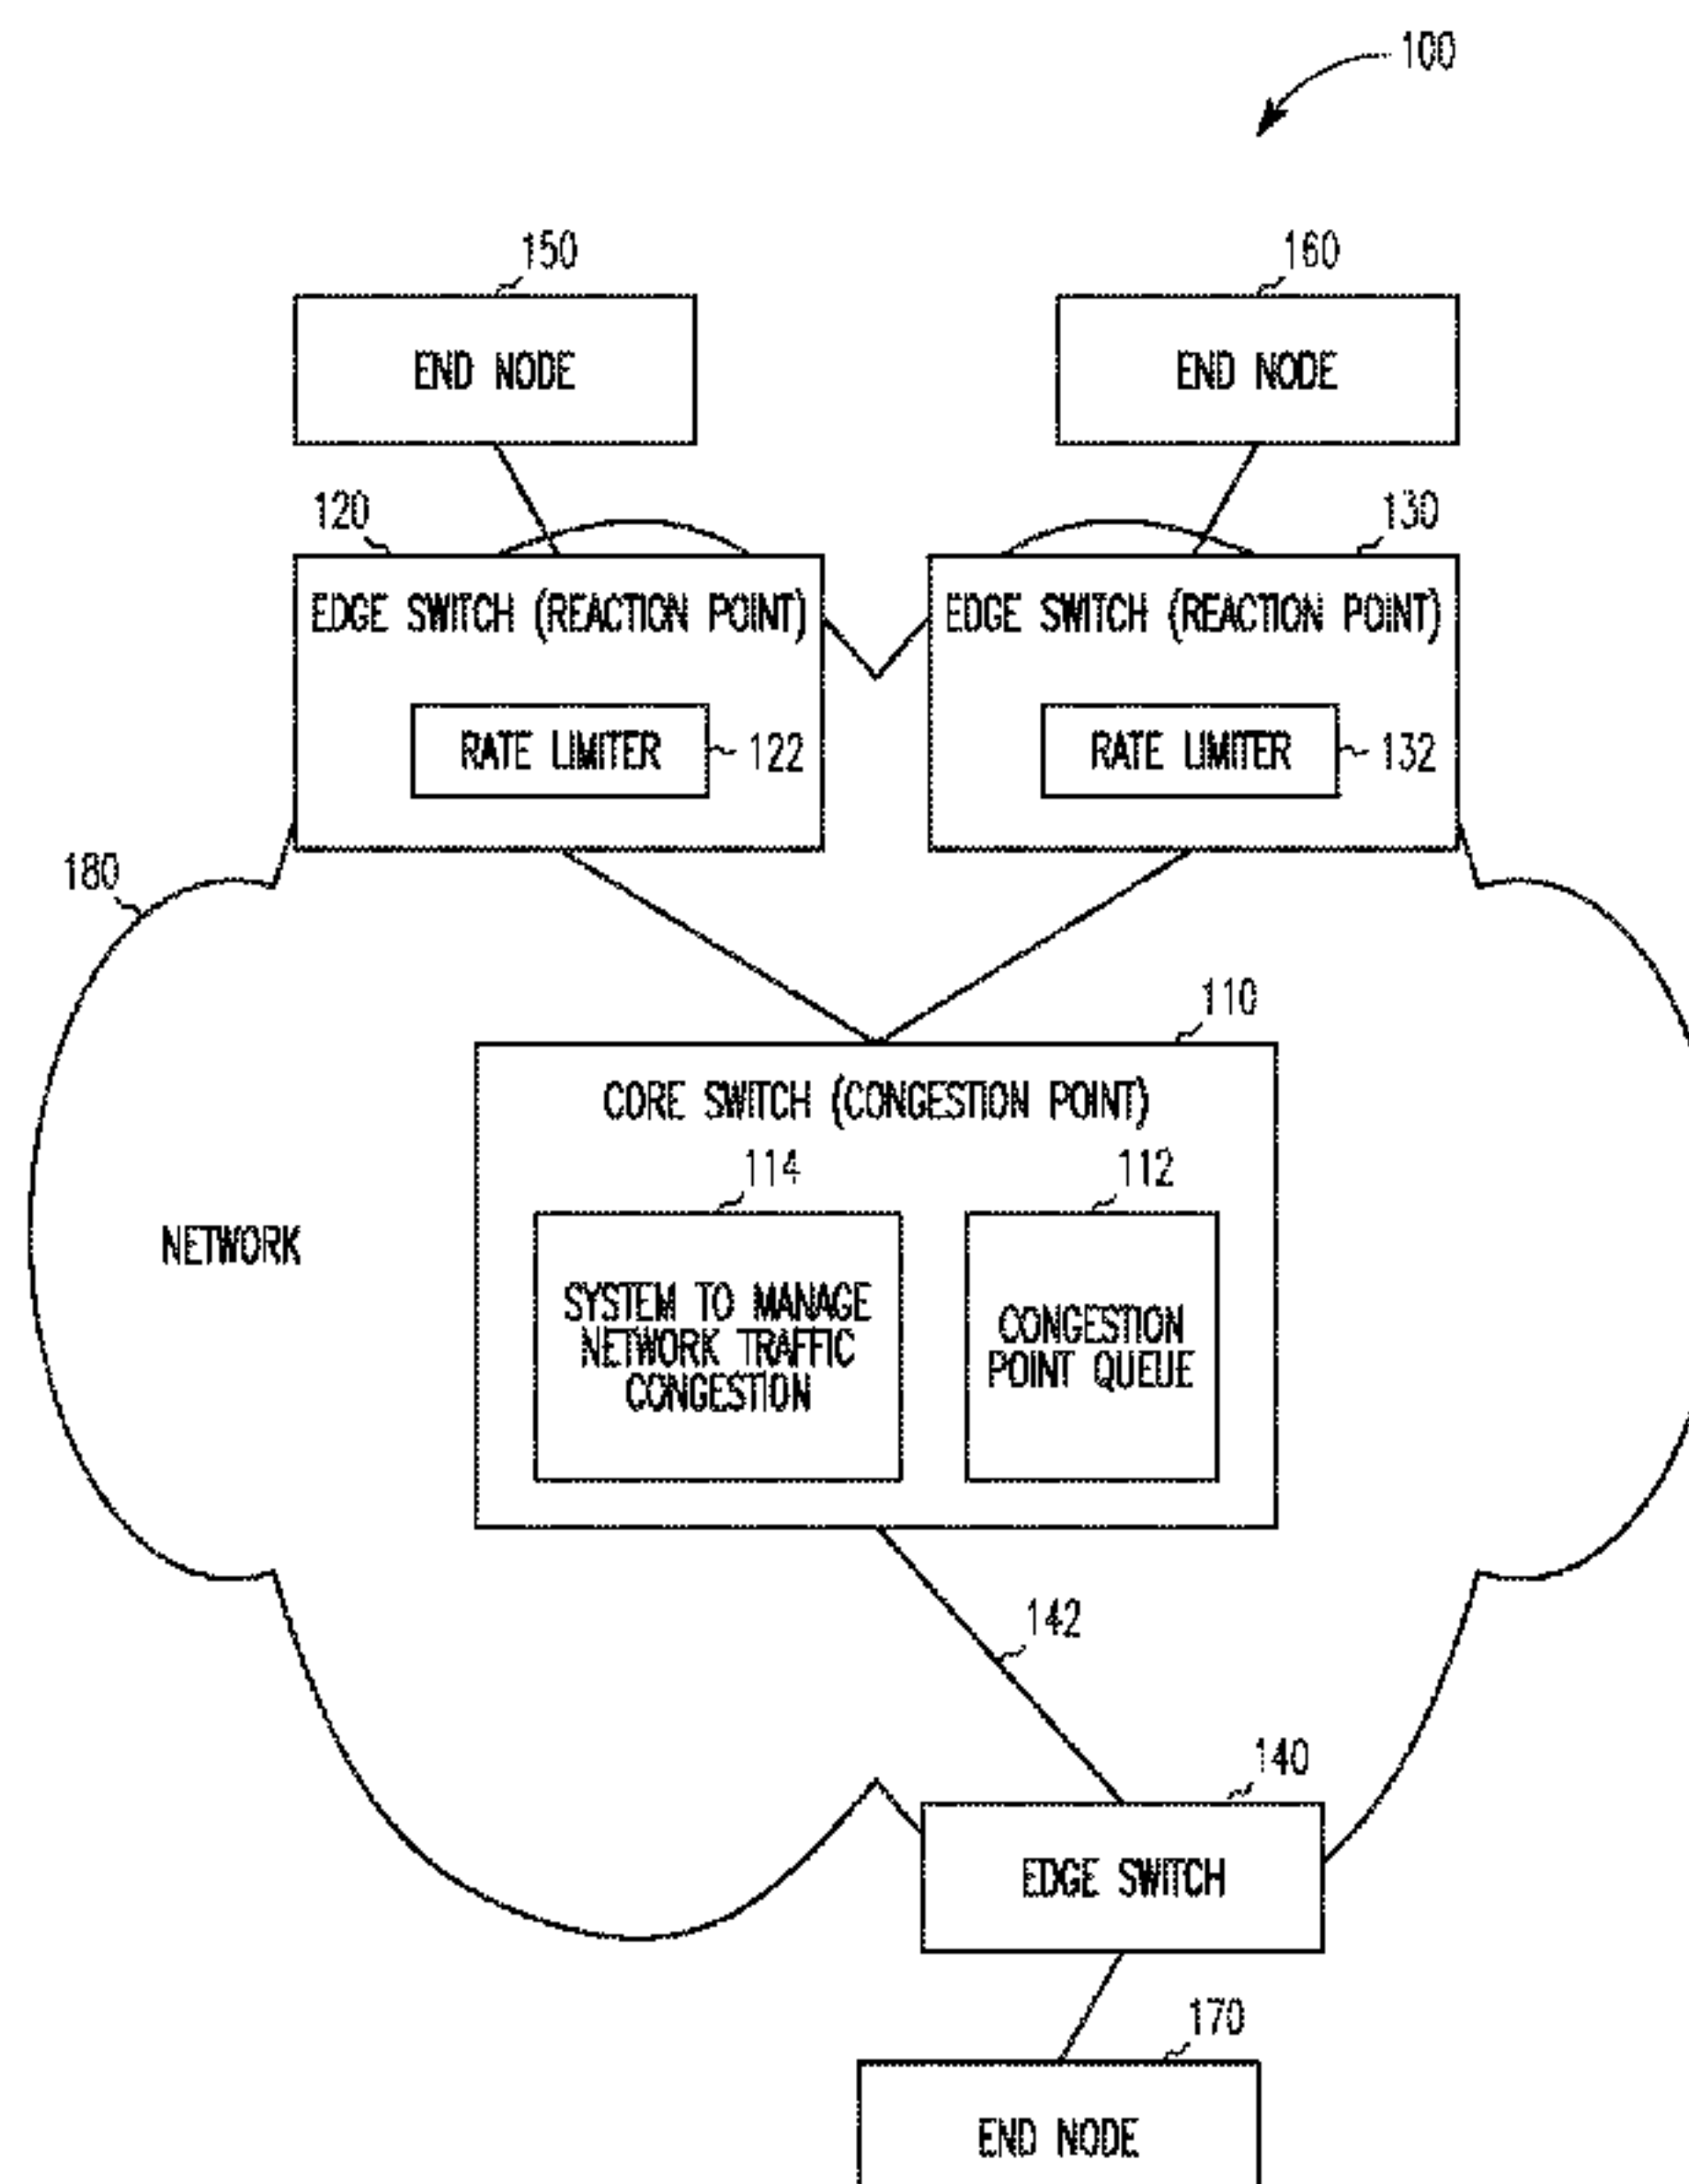 100
150
160
END NODE
END NODE
120
130
EDGE SWITCH (REACTION POINT)
EDGE SWITCH (REACTION POINT)
RATE LIMITER
122
RATE LIMITER
132
180
110
CORE SWITCH (CONGESTION POINT)
114
112
NETWORK
SYSTEM TO MANAGE
NETWORK TRAFFIC
CONGESTION
CONGESTION
POINT QUEUE
142
140
EDGE SWITCH
170
END NODE